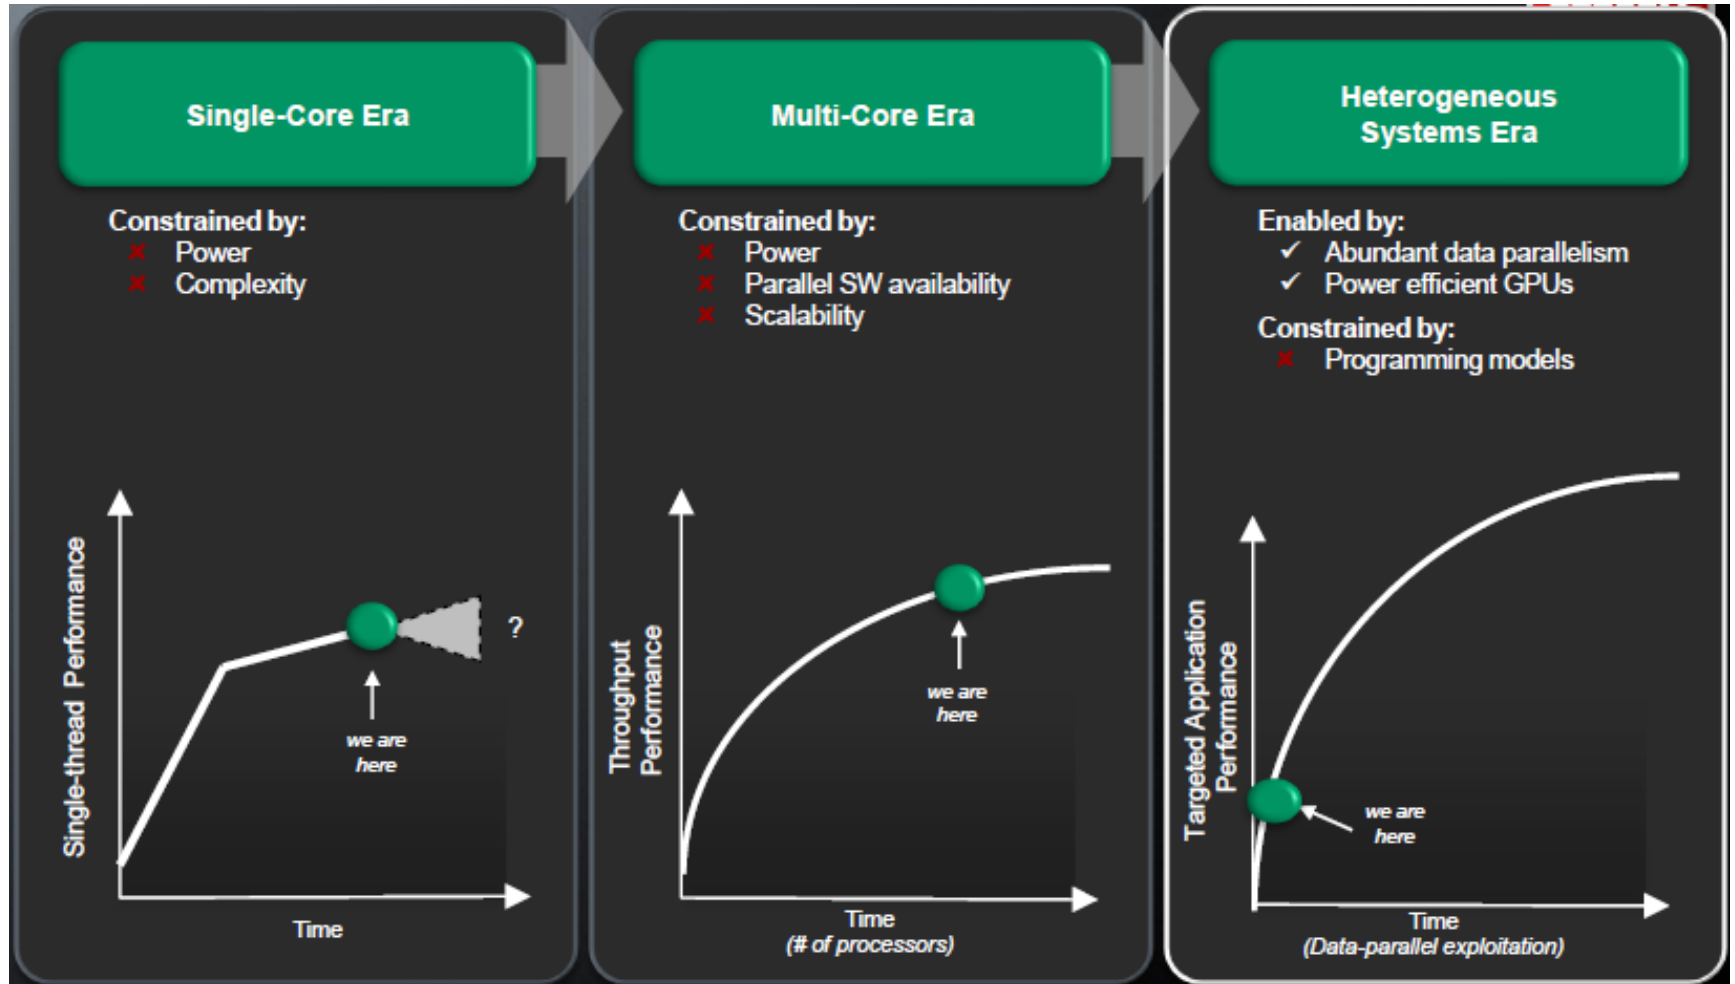 Single-Core Era
Constrained by:
Power
Complexity
Single-thread Performance
?
we are
here
Time
Multi-Core Era
Constrained by:
Power
Parallel SW availability
Scalability
Throughput
Performance
we are
here
Time
(# of processors)
Heterogeneous
Systems Era
Enabled by:
✓ Abundant data parallelism
✓ Power efficient GPUs
Constrained by:
Programming models
Targeted Application
Performance
we are
here
Time
(Data-parallel exploitation)